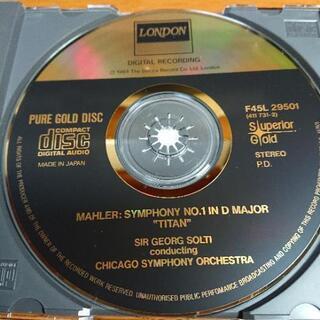 LONDON
DIGITAL RECORDING
℗ 1984 The Decca Record Co. Ltd. London
PURE GOLD DISC
COMPACT
disc
DIGITAL AUDIO
MADE IN JAPAN
F45L 29501
(411 731-2)
Superior
Gold
STEREO
P.D.
MAHLER: SYMPHONY NO.1 IN D MAJOR
"TITAN"
SIR GEORG SOLTI
conducting
CHICAGO SYMPHONY ORCHESTRA
ALL RIGHTS OF THE PRODUCER AND OF THE OWNER OF THE RECORDED WORK RESERVED. UNAUTHORISED PUBLIC PERFORMANCE BROADCASTING AND COPYING OF THIS RECORD PROHIBITED